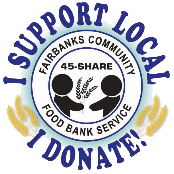 I SUPPORT LOCAL
FAIRBANKS COMMUNITY
45-SHARE
FOOD BANK SERVICE
I DONATE!